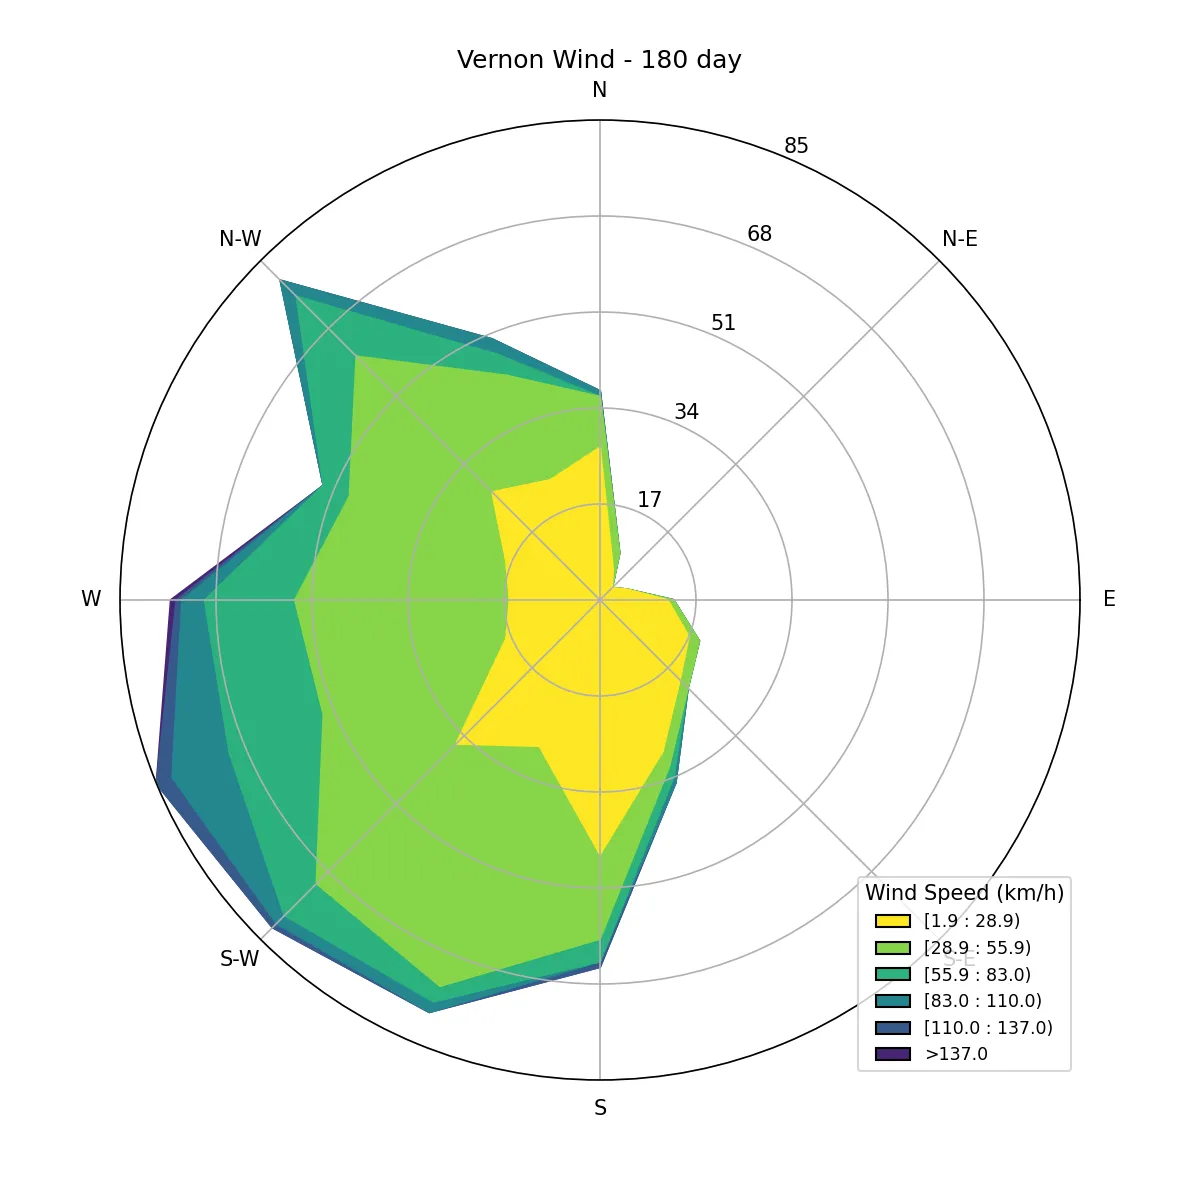 Vernon Wind - 180 day
N
85
N-W
68
N-E
51
34
17
W
E
S-W
S-E
S
Wind Speed (km/h)
[1.9 : 28.9)
[28.9 : 55.9)
[55.9 : 83.0)
[83.0 : 110.0)
[110.0 : 137.0)
>137.0